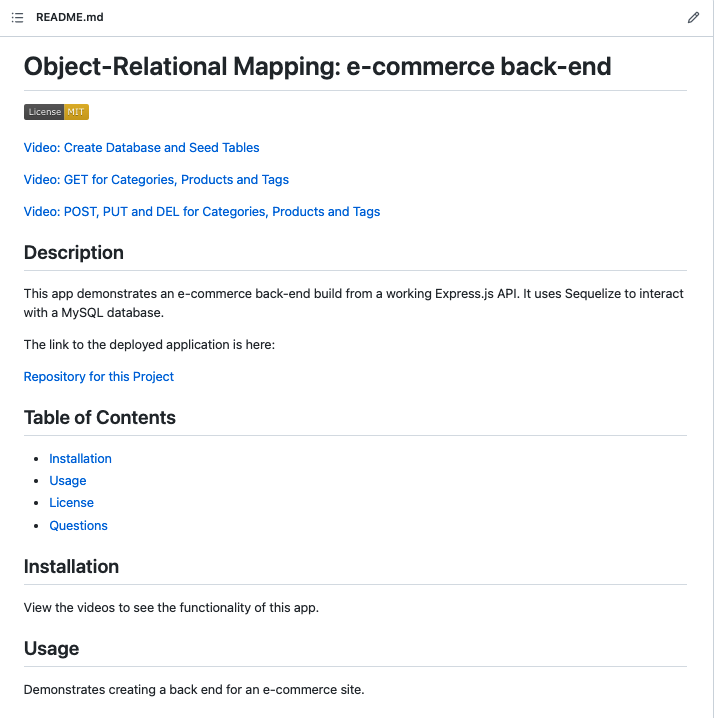 README.md
Object-Relational Mapping: e-commerce back-end
License MIT
Video: Create Database and Seed Tables
Video: GET for Categories, Products and Tags
Video: POST, PUT and DEL for Categories, Products and Tags
Description
This app demonstrates an e-commerce back-end build from a working Express.js API. It uses Sequelize to interact
with a MySQL database.
The link to the deployed application is here:
Repository for this Project
Table of Contents
Installation
Usage
License
Questions
Installation
View the videos to see the functionality of this app.
Usage
Demonstrates creating a back end for an e-commerce site.